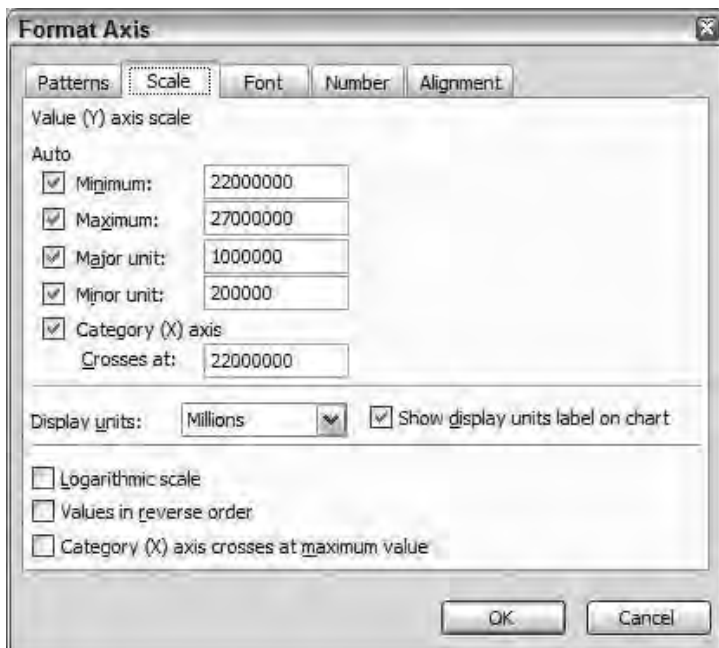 Format Axis
Patterns Scale Font Number Alignment
Value (Y) axis scale
Auto
Minimum: 22000000
Maximum: 27000000
Major unit: 1000000
Minor unit: 200000
Category (X) axis
Crosses at: 22000000
Display units: Millions Show display units label on chart
Logarithmic scale
Values in reverse order
Category (X) axis crosses at maximum value
OK Cancel